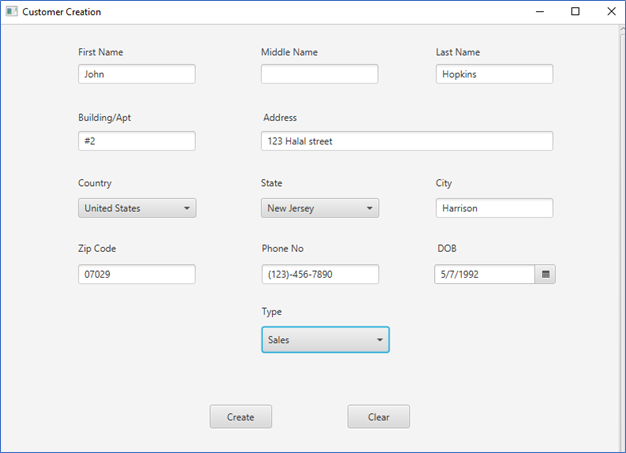 Customer Creation
First Name Middle Name Last Name
John Hopkins
Building/Apt Address
#2 123 Halal street
Country State City
United States New Jersey Harrison
Zip Code Phone No DOB
07029 (123)-456-7890 5/7/1992
Type
Sales
Create Clear